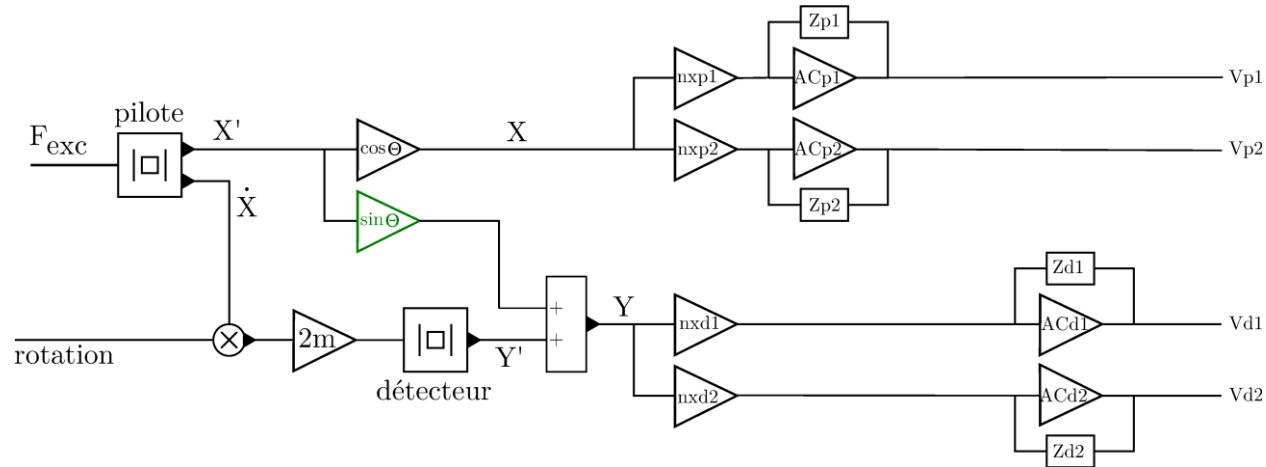 Zp1
nxp1
ACp1
Vp1
pilote
F_exc
X'
cosΘ
X
nxp2
ACp2
Vp2
Ẋ
Zp2
sinΘ
Zd1
+
Y
nxd1
ACd1
Vd1
rotation
2m
Y'
+
détecteur
nxd2
ACd2
Vd2
Zd2